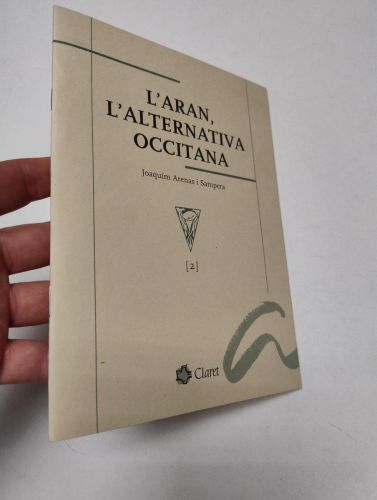 L'ARAN,
L'ALTERNATIVA
OCCITANA
Joaquim Arenas i Sampera
[2]
Claret